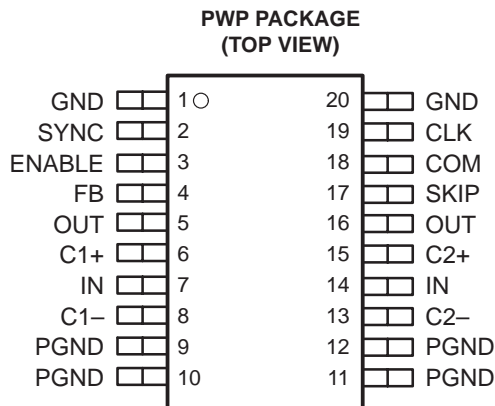 PWP PACKAGE
(TOP VIEW)
GND 1 20 GND
SYNC 2 19 CLK
ENABLE 3 18 COM
FB 4 17 SKIP
OUT 5 16 OUT
C1+ 6 15 C2+
IN 7 14 IN
C1– 8 13 C2–
PGND 9 12 PGND
PGND 10 11 PGND